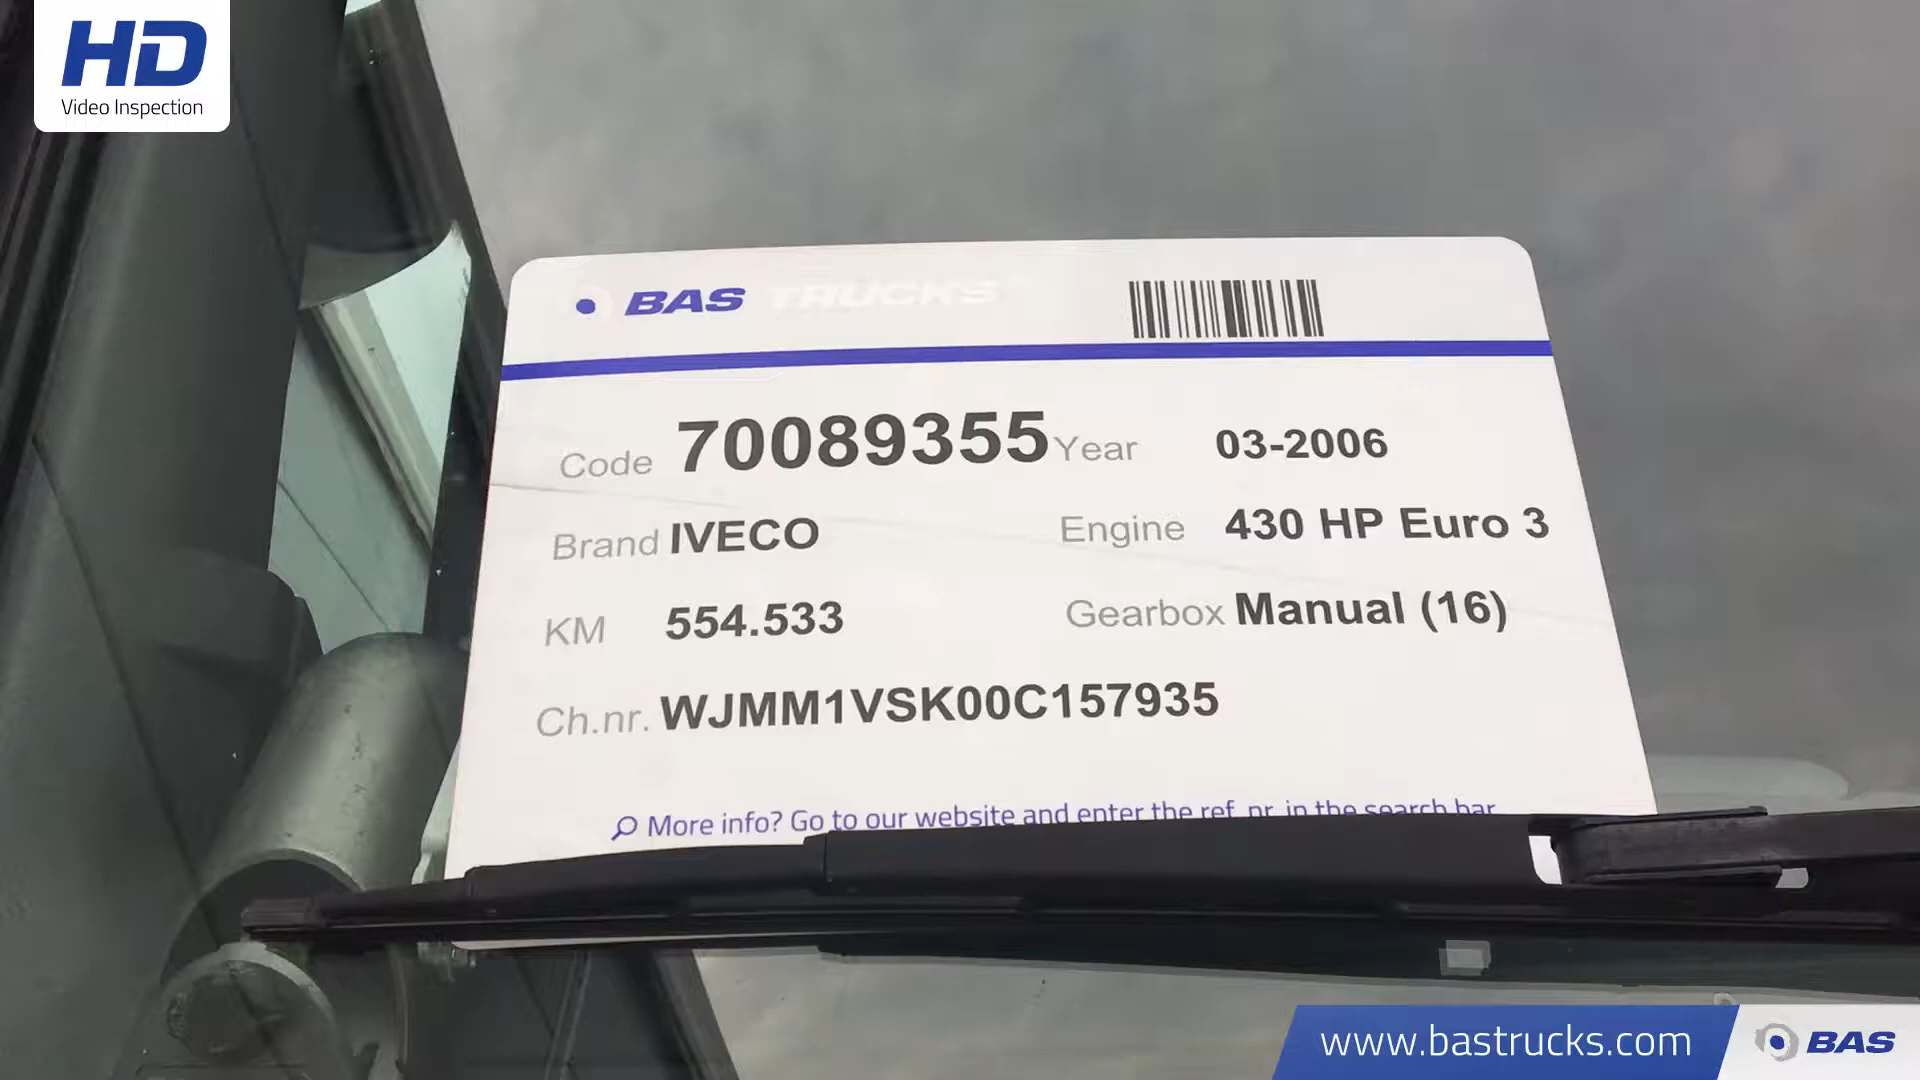 HD
Video Inspection
BAS TRUCKS
Code 70089355 Year 03-2006
Brand IVECO Engine 430 HP Euro 3
KM 554.533 Gearbox Manual (16)
Ch.nr. WJMM1VSK00C157935
More info? Go to our website and enter the ref. nr. in the search bar
www.bastrucks.com BAS